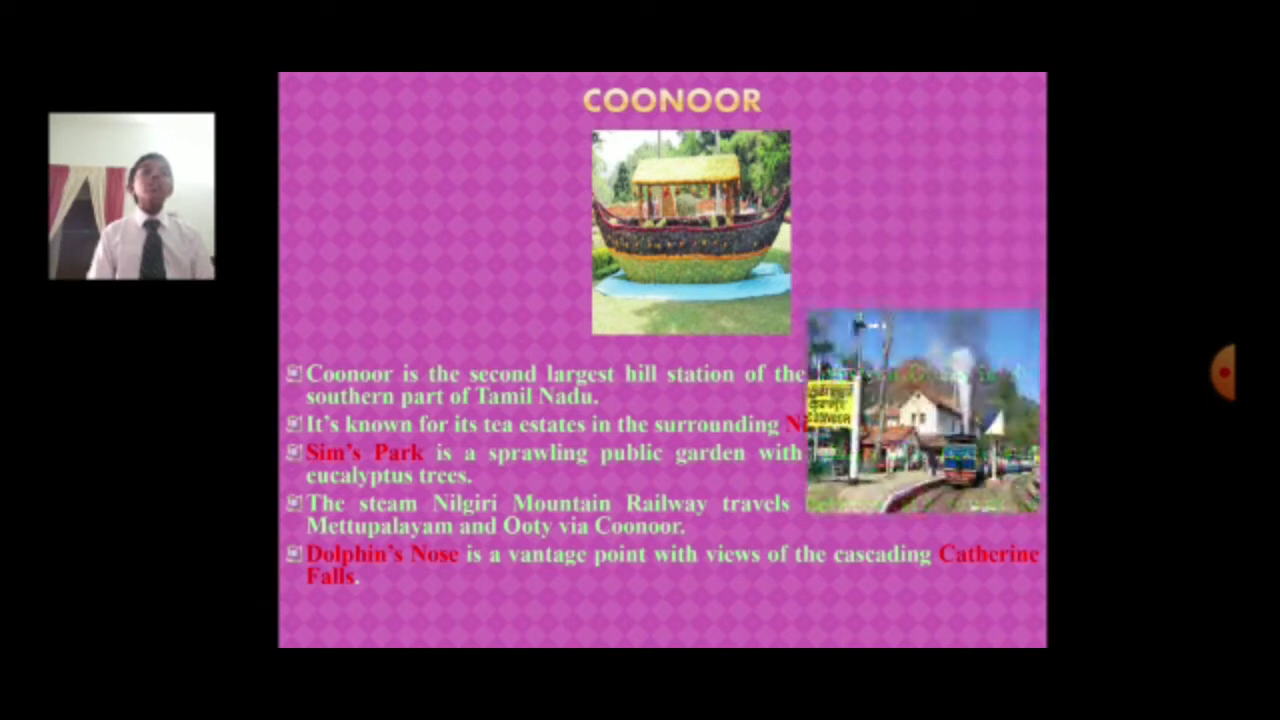 COONOOR
Coonoor is the second largest hill station of the
southern part of Tamil Nadu.
It's known for its tea estates in the surrounding
Sim's Park is a sprawling public garden with
eucalyptus trees.
The steam Nilgiri Mountain Railway travels
Mettupalayam and Ooty via Coonoor.
Dolphin's Nose is a vantage point with views of the cascading Catherine
Falls.
COONOOR